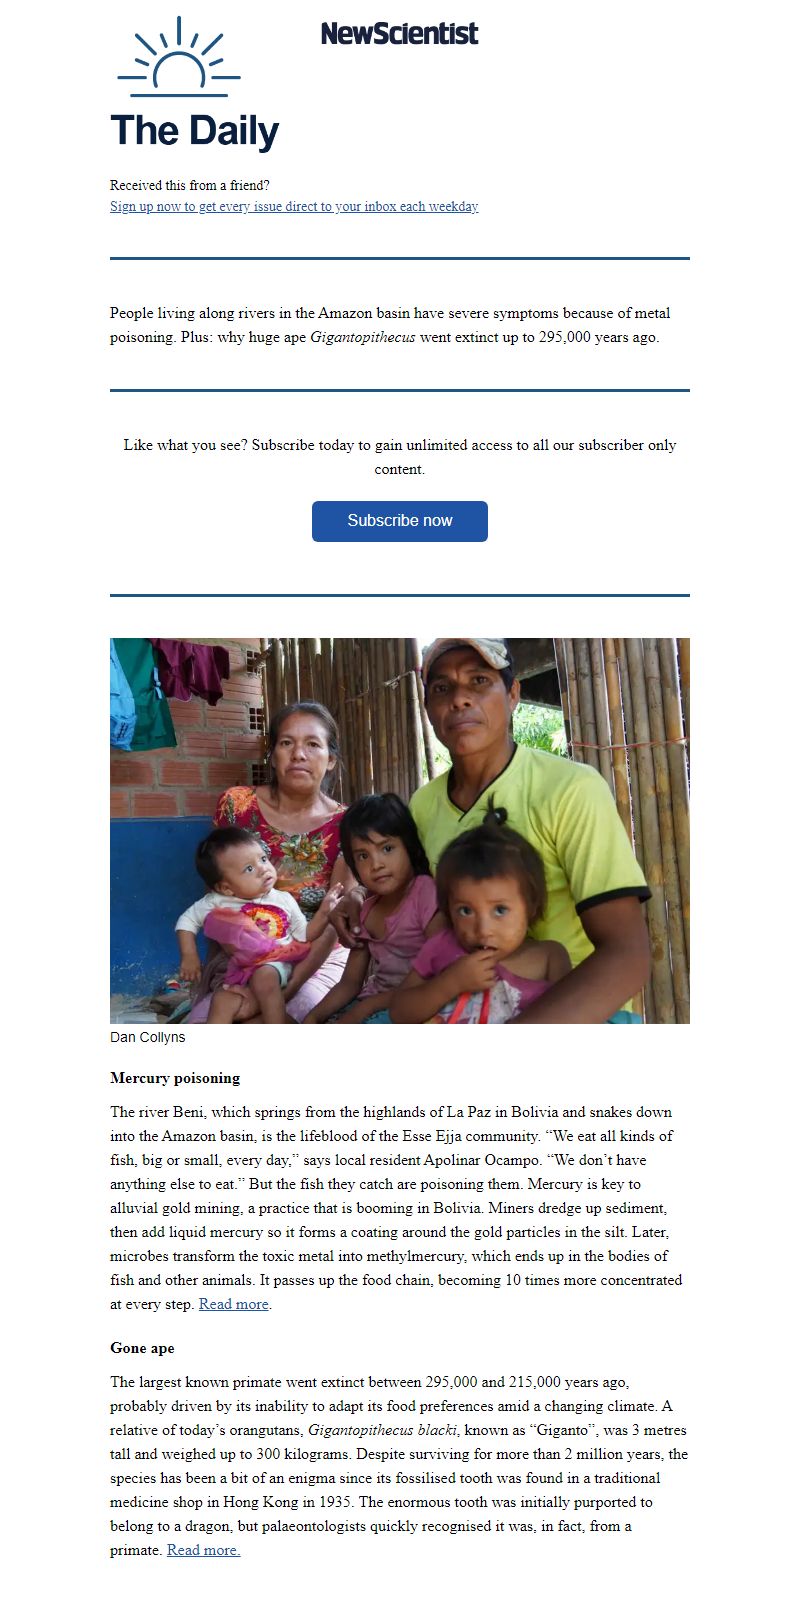 NewScientist
The Daily
Received this from a friend?
Sign up now to get every issue direct to your inbox each weekday
People living along rivers in the Amazon basin have severe symptoms because of metal
poisoning. Plus: why huge ape Gigantopithecus went extinct up to 295,000 years ago.
Like what you see? Subscribe today to gain unlimited access to all our subscriber only
content.
Subscribe now
Dan Collyns
Mercury poisoning
The river Beni, which springs from the highlands of La Paz in Bolivia and snakes down
into the Amazon basin, is the lifeblood of the Esse Ejja community. “We eat all kinds of
fish, big or small, every day,” says local resident Apolinar Ocampo. “We don’t have
anything else to eat.” But the fish they catch are poisoning them. Mercury is key to
alluvial gold mining, a practice that is booming in Bolivia. Miners dredge up sediment,
then add liquid mercury so it forms a coating around the gold particles in the silt. Later,
microbes transform the toxic metal into methylmercury, which ends up in the bodies of
fish and other animals. It passes up the food chain, becoming 10 times more concentrated
at every step. Read more.
Gone ape
The largest known primate went extinct between 295,000 and 215,000 years ago,
probably driven by its inability to adapt its food preferences amid a changing climate. A
relative of today’s orangutans, Gigantopithecus blacki, known as “Giganto”, was 3 metres
tall and weighed up to 300 kilograms. Despite surviving for more than 2 million years, the
species has been a bit of an enigma since its fossilised tooth was found in a traditional
medicine shop in Hong Kong in 1935. The enormous tooth was initially purported to
belong to a dragon, but palaeontologists quickly recognised it was, in fact, from a
primate. Read more.